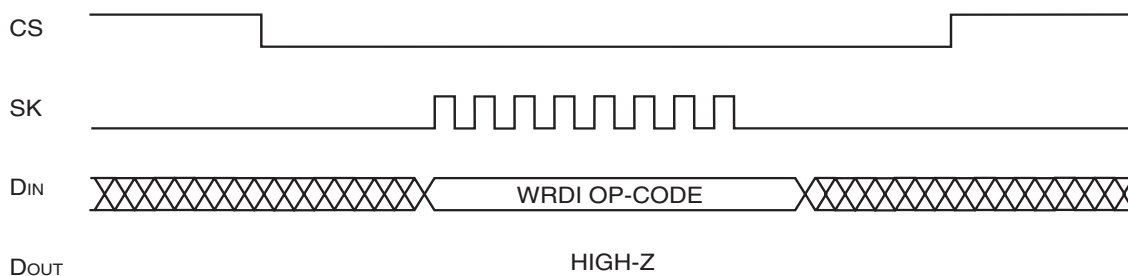 CS
SK
DIN
WRDI OP-CODE
DOUT
HIGH-Z